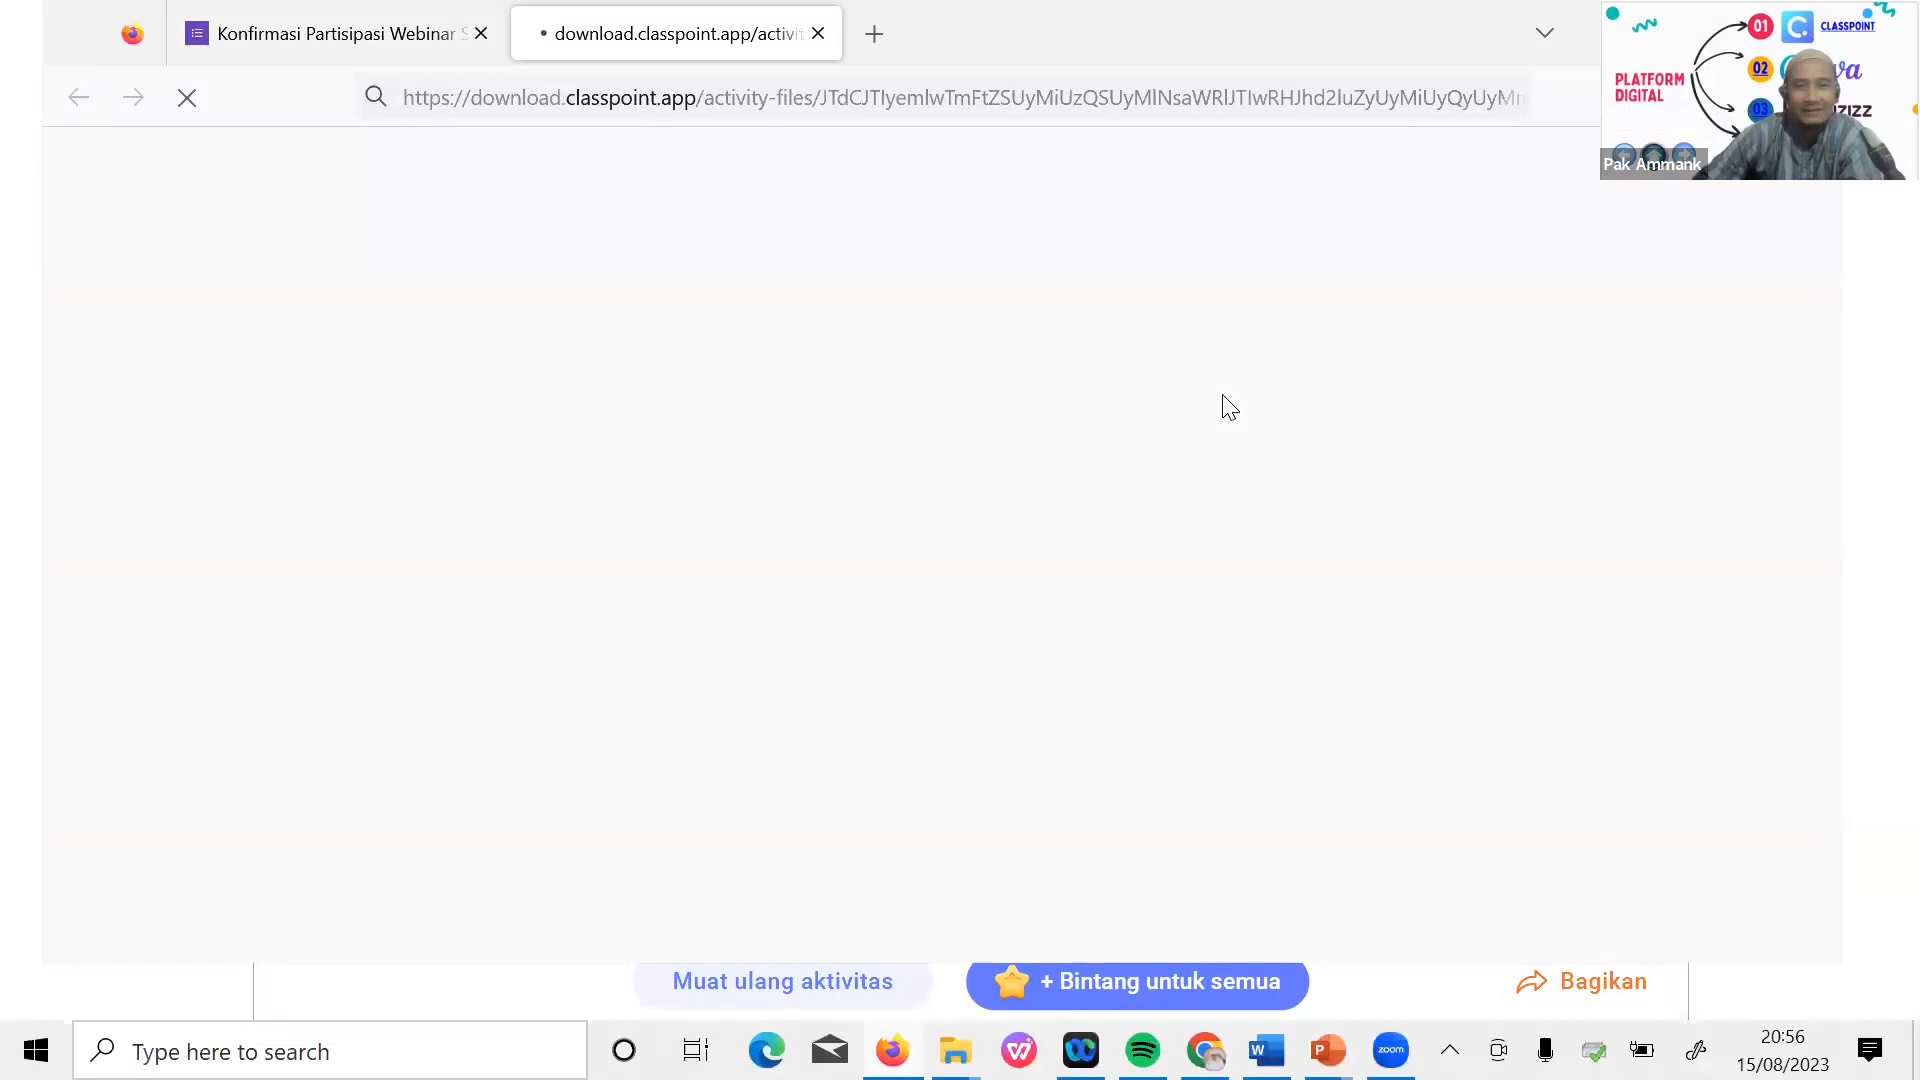 Konfirmasi Partisipasi Webinar S
download.classpoint.app/activit
https://download.classpoint.app/activity-files/
PLATFORM
DIGITAL
01
CLASSPOINT
02
03
Pak Ammank
Muat ulang aktivitas
+ Bintang untuk semua
Bagikan
Type here to search
zoom
20:56
15/08/2023